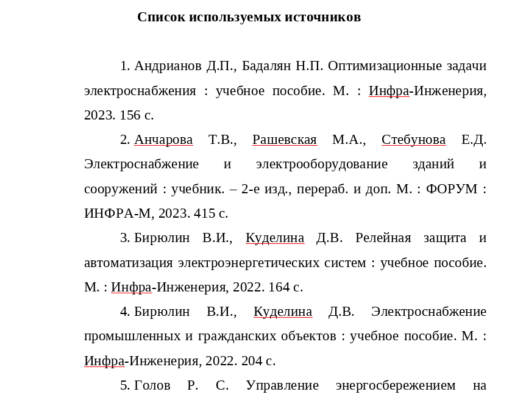 Список используемых источников
1. Андрианов Д.П., Бадалян Н.П. Оптимизационные задачи
электроснабжения : учебное пособие. М. : Инфра-Инженерия,
2023. 156 с.
2. Анчарова Т.В., Рашевская М.А., Стебунова Е.Д.
Электроснабжение и электрооборудование зданий и
сооружений : учебник. – 2-е изд., перераб. и доп. М. : ФОРУМ :
ИНФРА-М, 2023. 415 с.
3. Бирюлин В.И., Куделина Д.В. Релейная защита и
автоматизация электроэнергетических систем : учебное пособие.
М. : Инфра-Инженерия, 2022. 164 с.
4. Бирюлин В.И., Куделина Д.В. Электроснабжение
промышленных и гражданских объектов : учебное пособие. М. :
Инфра-Инженерия, 2022. 204 с.
5. Голов Р. С. Управление энергосбережением на